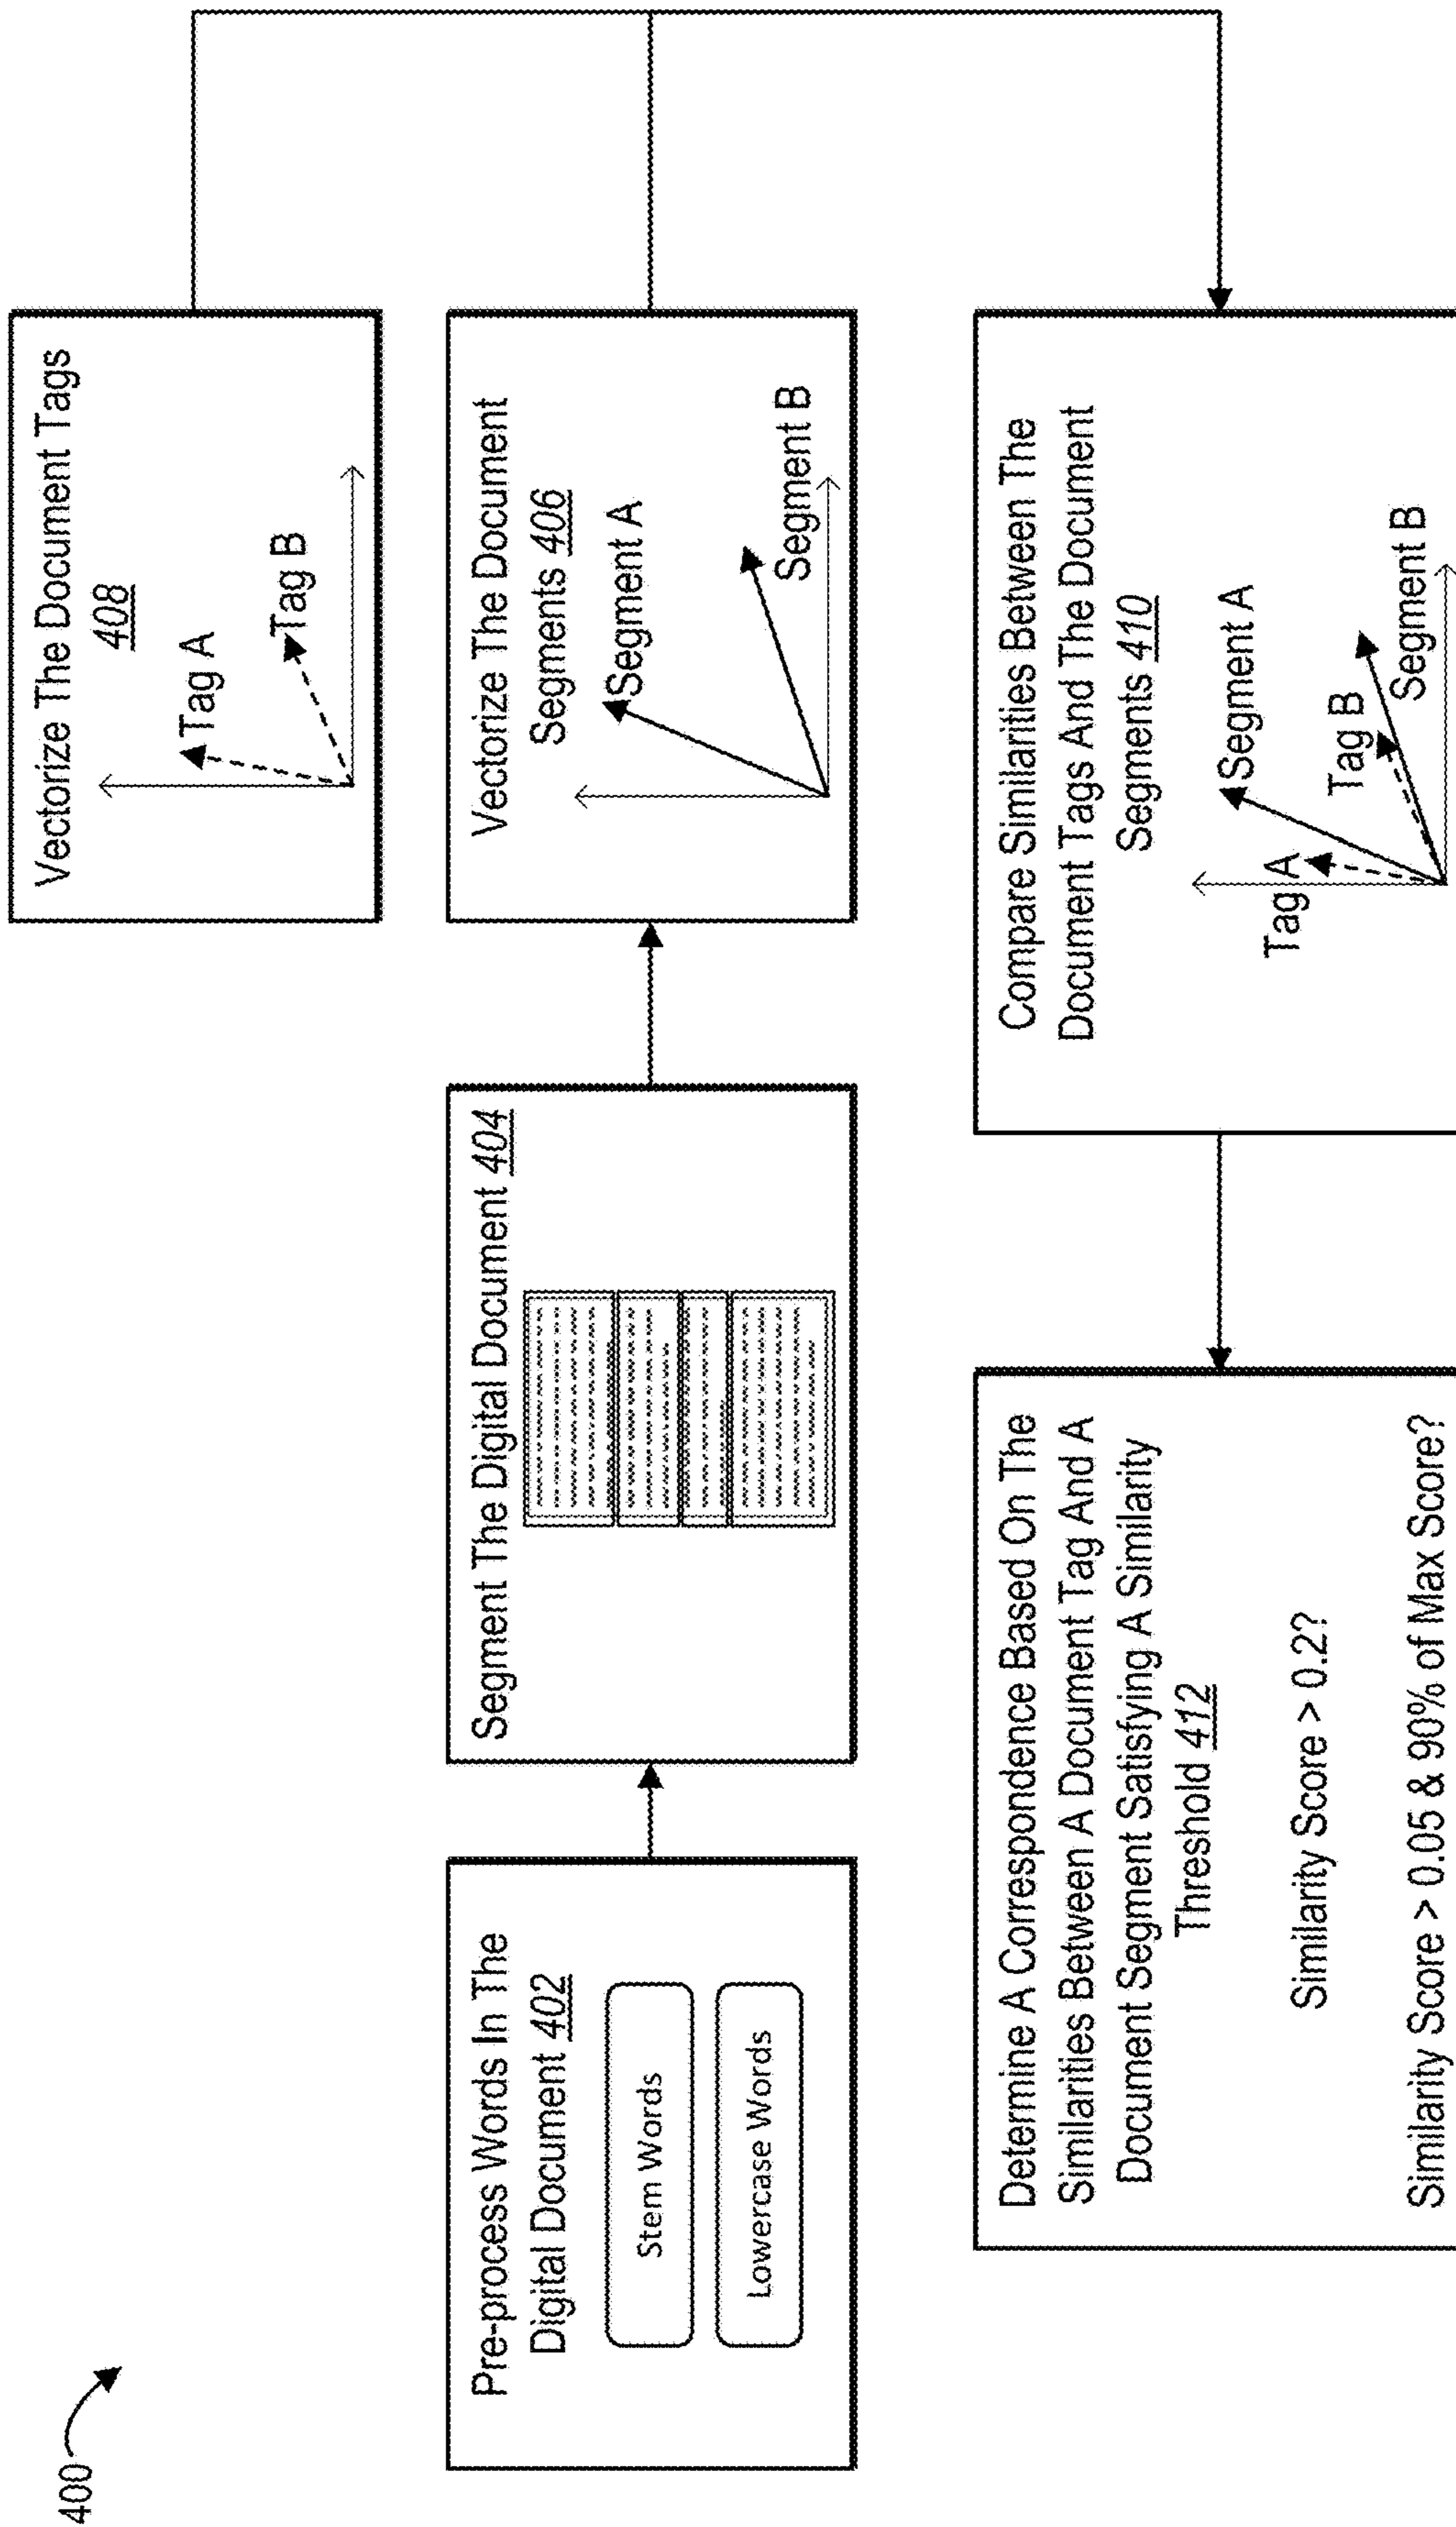 400
Vectorize The Document Tags
408
Tag A
Tag B
Pre-process Words In The
Digital Document 402
Stem Words
Lowercase Words
Segment The Digital Document 404
Vectorize The Document
Segments 406
Segment A
Segment B
Determine A Correspondence Based On The
Similarities Between A Document Tag And A
Document Segment Satisfying A Similarity
Threshold 412
Similarity Score > 0.2?
Similarity Score > 0.05 & 90% of Max Score?
Compare Similarities Between The
Document Tags And The Document
Segments 410
Segment A
Tag A
Tag B
Segment B